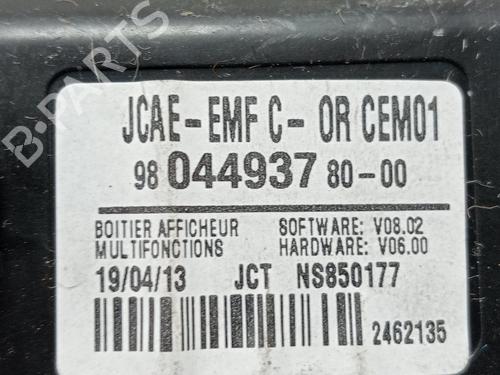 JCAE-EMF C- OR CEM01
98 044937 80-00
BOITIER AFFICHEUR SOFTWARE: V08.02
MULTIFONCTIONS HARDWARE: V06.00
19/04/13 JCT NS850177
2462135
B-PARTS